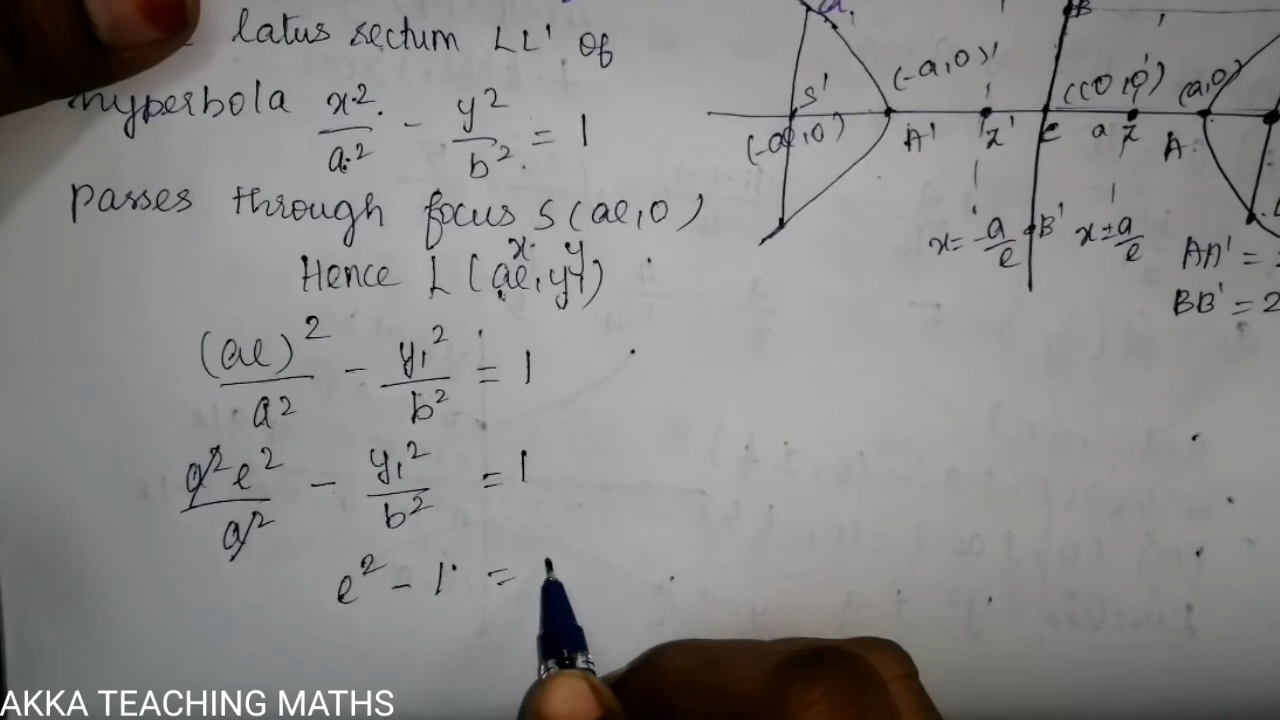 latus sectum LL' of
hyperbola x²/a² - y²/b² = 1
passes through focus S(ae,0)
x y
Hence L (ae, y₁)
(ae)²/a² - y₁²/b² = 1
a²e²/a² - y₁²/b² = 1
e² - 1 =
B
(-a,0)
S'
((0,0)
(a,0)
(-ae,0)
A'
Z'
c
a
Z
A
x = -a/e
B'
x = a/e
AA' =
BB' = 2
AKKA TEACHING MATHS